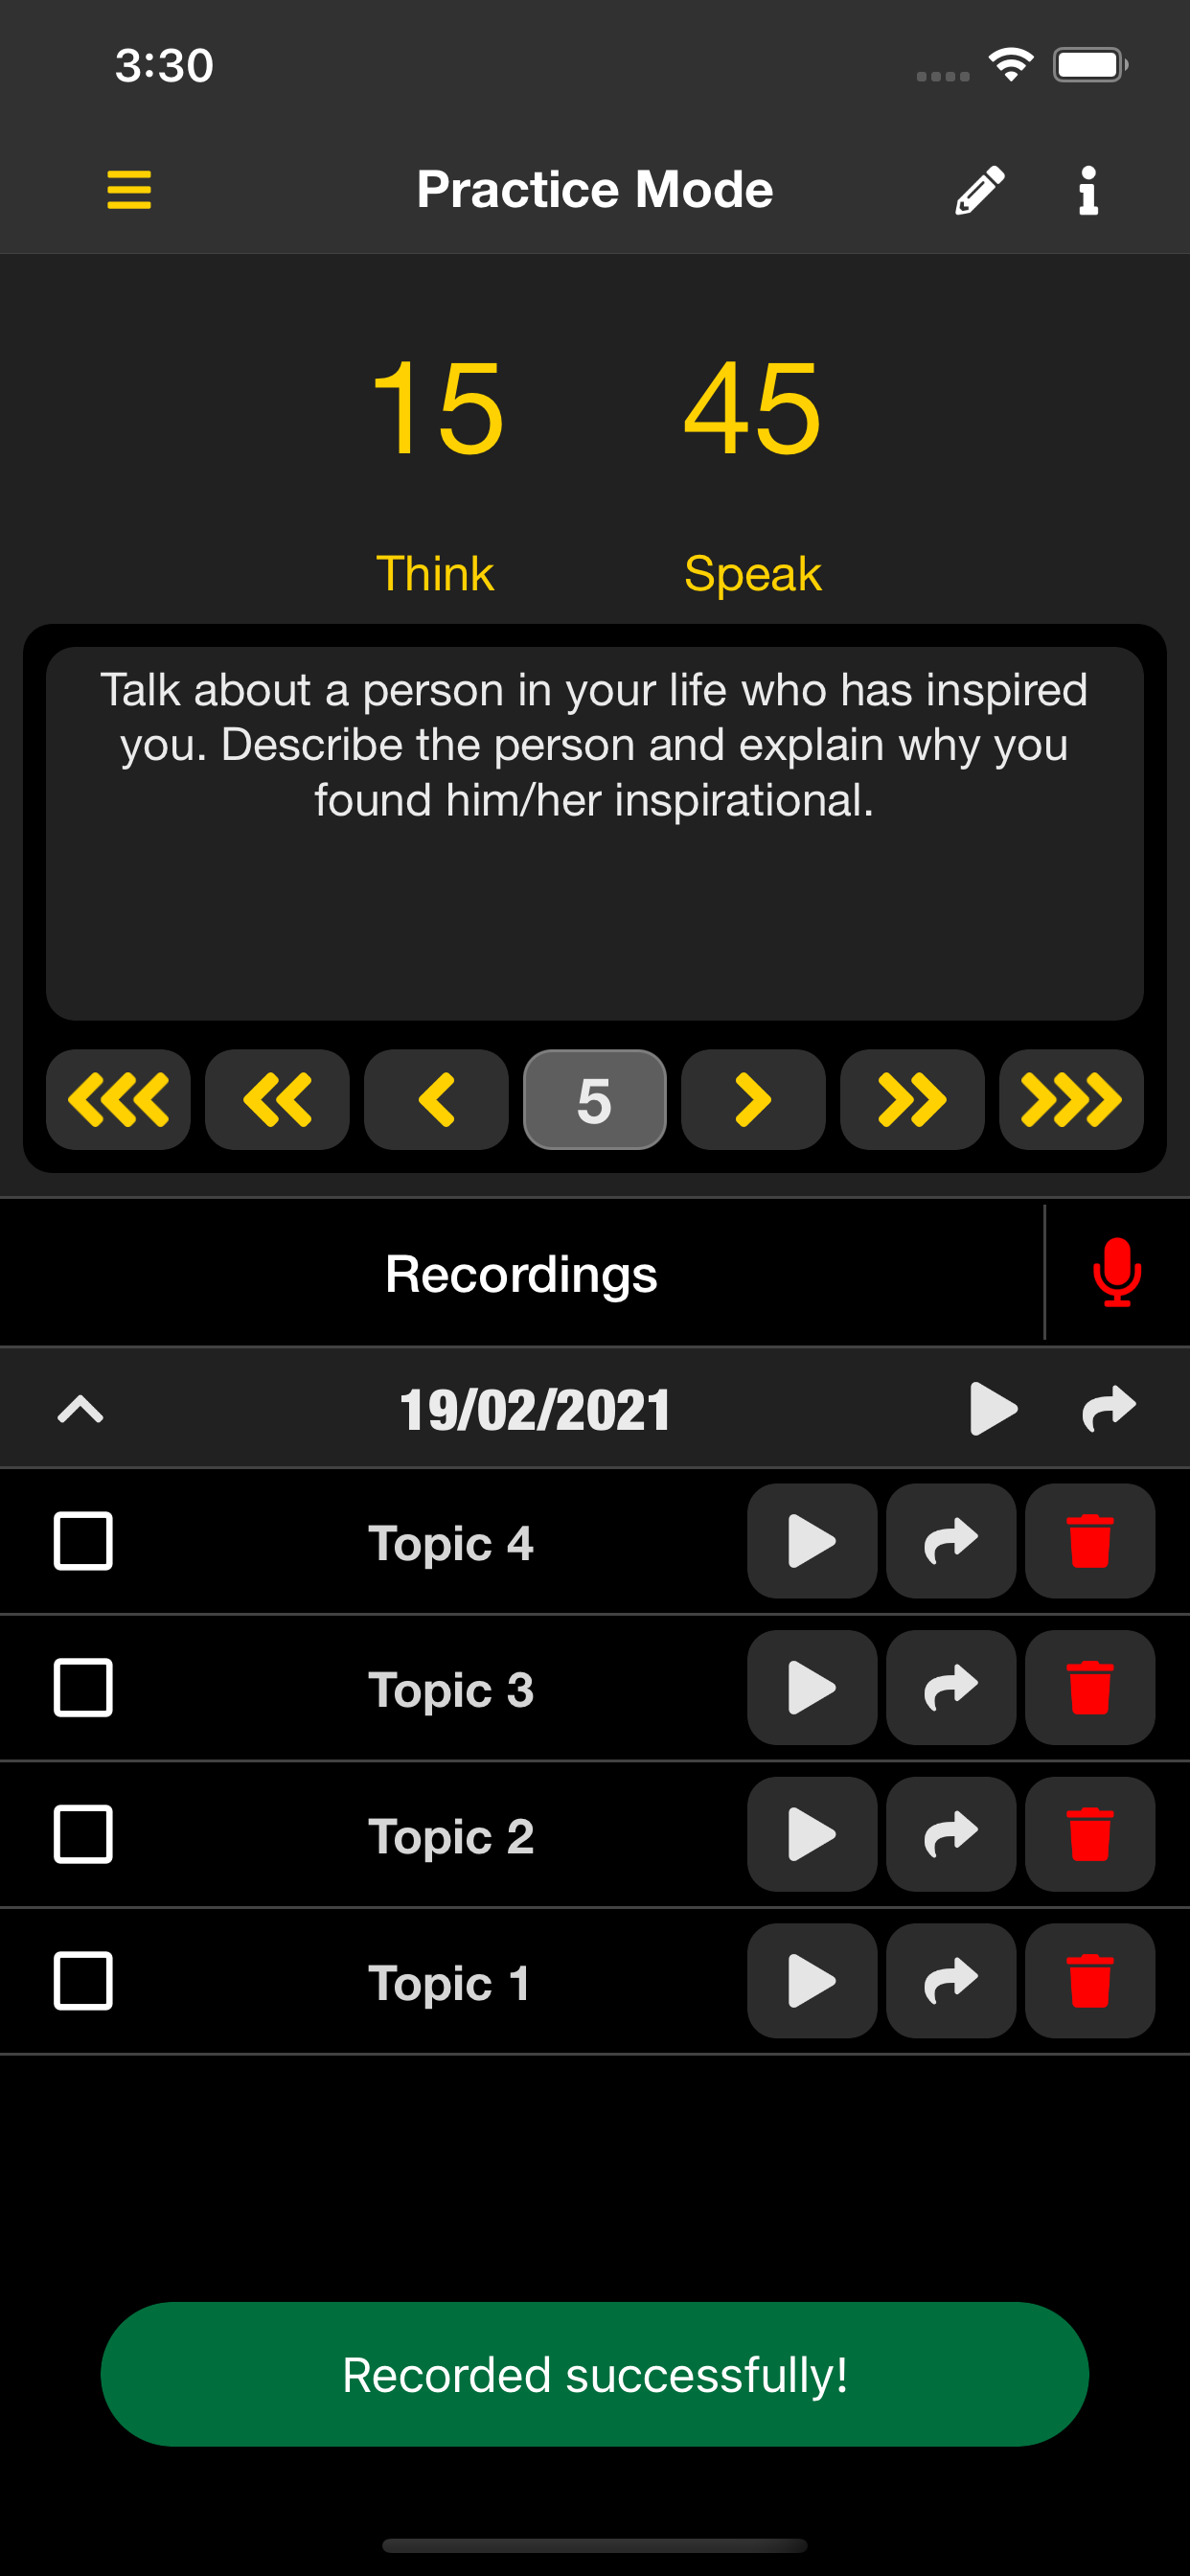 3:30
Practice Mode
15 45
Think Speak
Talk about a person in your life who has inspired
you. Describe the person and explain why you
found him/her inspirational.
5
Recordings
19/02/2021
Topic 4
Topic 3
Topic 2
Topic 1
Recorded successfully!